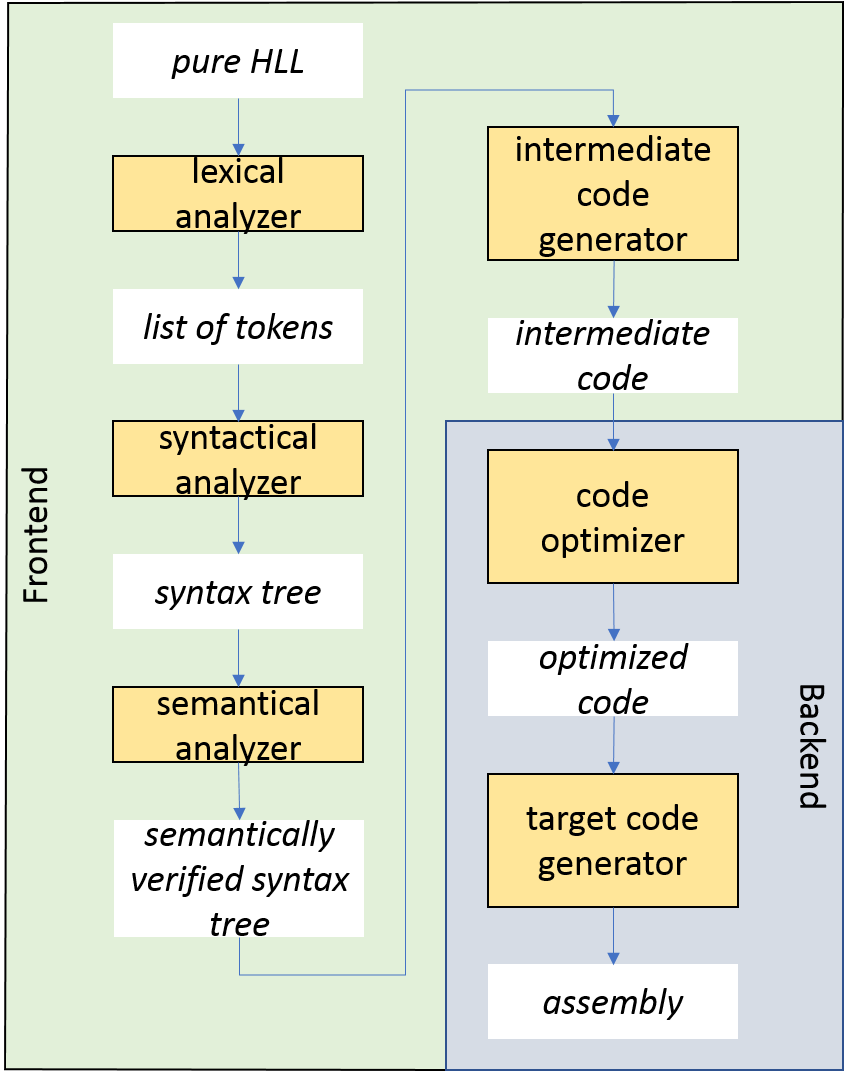 pure HLL
lexical
analyzer
list of tokens
syntactical
analyzer
syntax tree
semantical
analyzer
semantically
verified syntax
tree
Frontend
intermediate
code
generator
intermediate
code
code
optimizer
optimized
code
target code
generator
assembly
Backend